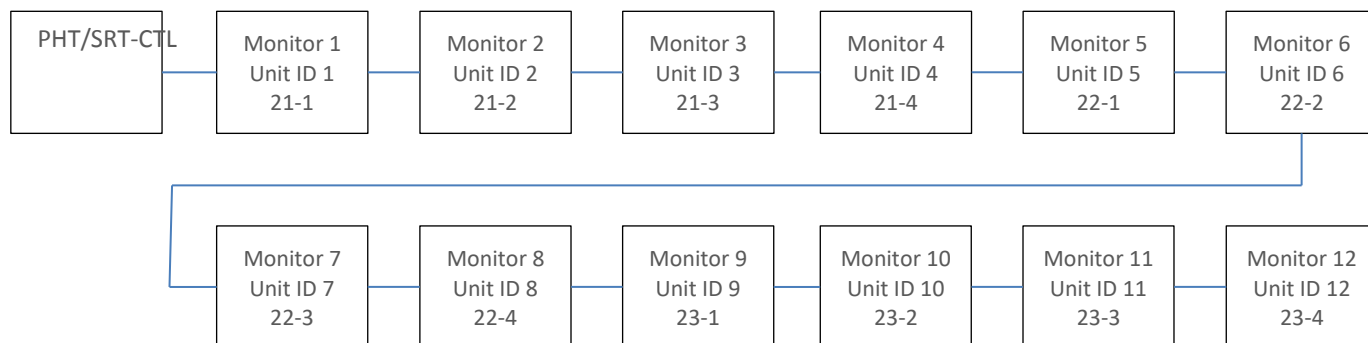 PHT/SRT-CTL
Monitor 1
Unit ID 1
21-1
Monitor 2
Unit ID 2
21-2
Monitor 3
Unit ID 3
21-3
Monitor 4
Unit ID 4
21-4
Monitor 5
Unit ID 5
22-1
Monitor 6
Unit ID 6
22-2
Monitor 7
Unit ID 7
22-3
Monitor 8
Unit ID 8
22-4
Monitor 9
Unit ID 9
23-1
Monitor 10
Unit ID 10
23-2
Monitor 11
Unit ID 11
23-3
Monitor 12
Unit ID 12
23-4